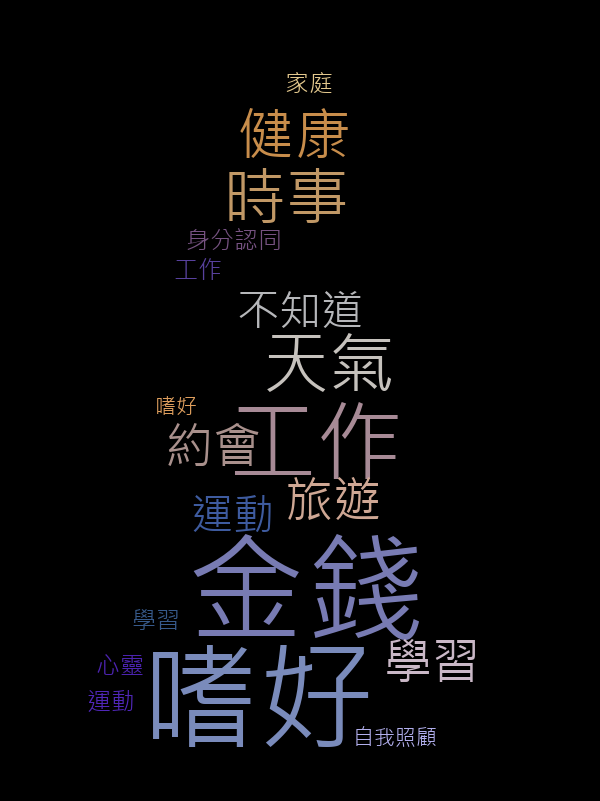 家庭
健康
時事
身分認同
工作
不知道
天氣
嗜好
工作
約會
旅遊
運動
金錢
學習
學習
心靈
嗜好
運動
自我照顧